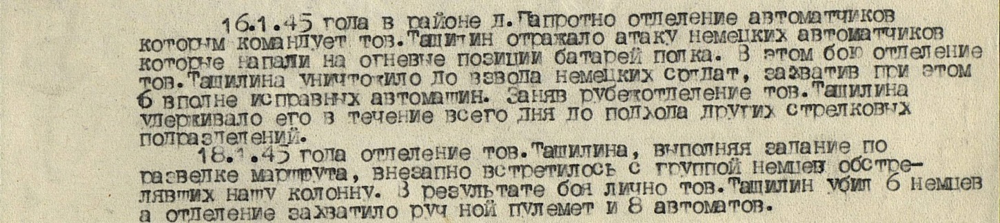 16.1.45 года в районе д.Папротно отделение автоматчиков
которым командует тов.Ташилин отражало атаку немецких автоматчиков
которые напали на огневые позиции батарей полка. В этом бою отделение
тов.Ташилина уничтожило до взвода немецких солдат, захватив при этом
6 вполне исправных автомашин. Заняв рубежотделение тов.Ташилина
удерживало его в течение всего дня до подхода других стрелковых
подразделений.
18.1.45 года отделение тов.Ташилина, выполняя задание по
разведке маршрута, внезапно встретилось с группой немцев обстре-
лявших нашу колонну. В результате боя лично тов.Ташилин убил 6 немцев
а отделение захватило руч ной пулемет и 8 автоматов.